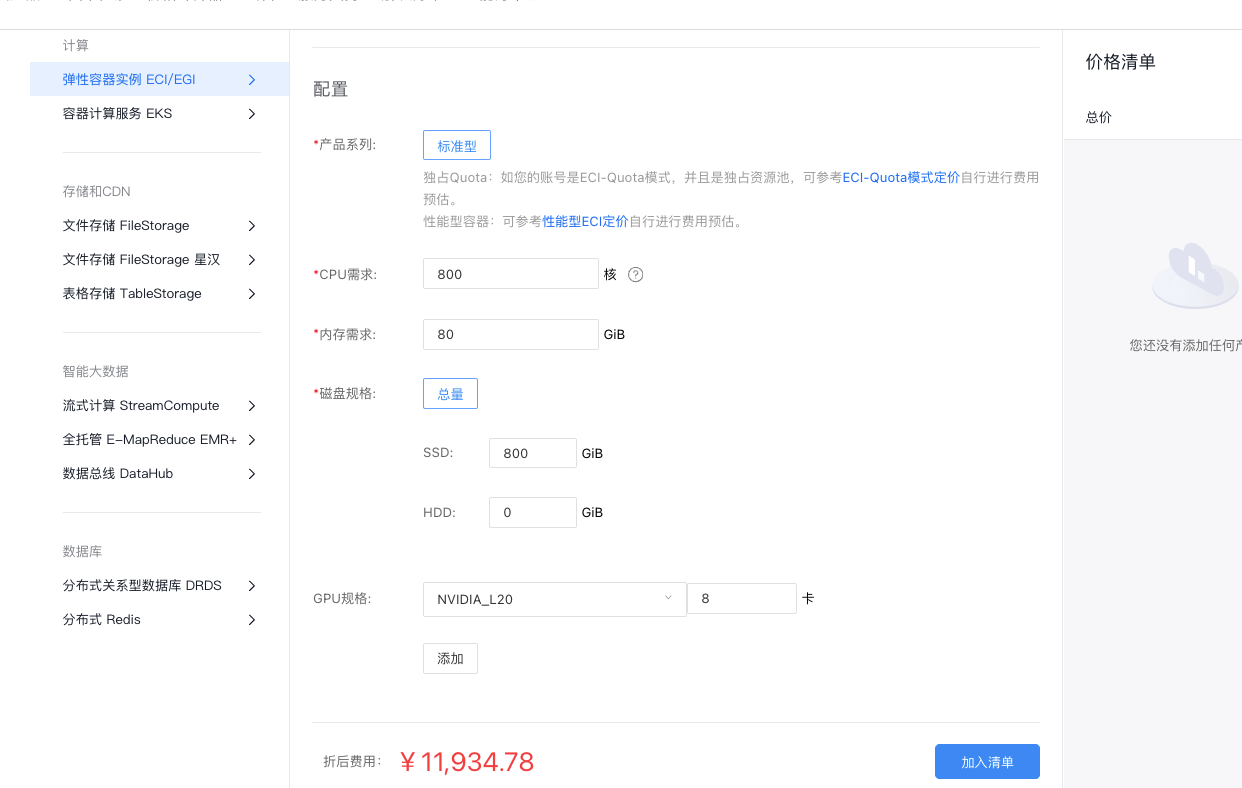 计算
弹性容器实例 ECI/EGI
容器计算服务 EKS
存储和CDN
文件存储 FileStorage
文件存储 FileStorage 星汉
表格存储 TableStorage
智能大数据
流式计算 StreamCompute
全托管 E-MapReduce EMR+
数据总线 DataHub
数据库
分布式关系型数据库 DRDS
分布式 Redis
配置
*产品系列: 标准型
独占Quota：如您的账号是ECI-Quota模式，并且是独占资源池，可参考ECI-Quota模式定价自行进行费用
预估。
性能型容器：可参考性能型ECI定价自行进行费用预估。
*CPU需求: 800 核 ?
*内存需求: 80 GiB
*磁盘规格: 总量
SSD: 800 GiB
HDD: 0 GiB
GPU规格: NVIDIA_L20 8 卡
添加
折后费用: ¥ 11,934.78 加入清单
价格清单
总价
您还没有添加任何产